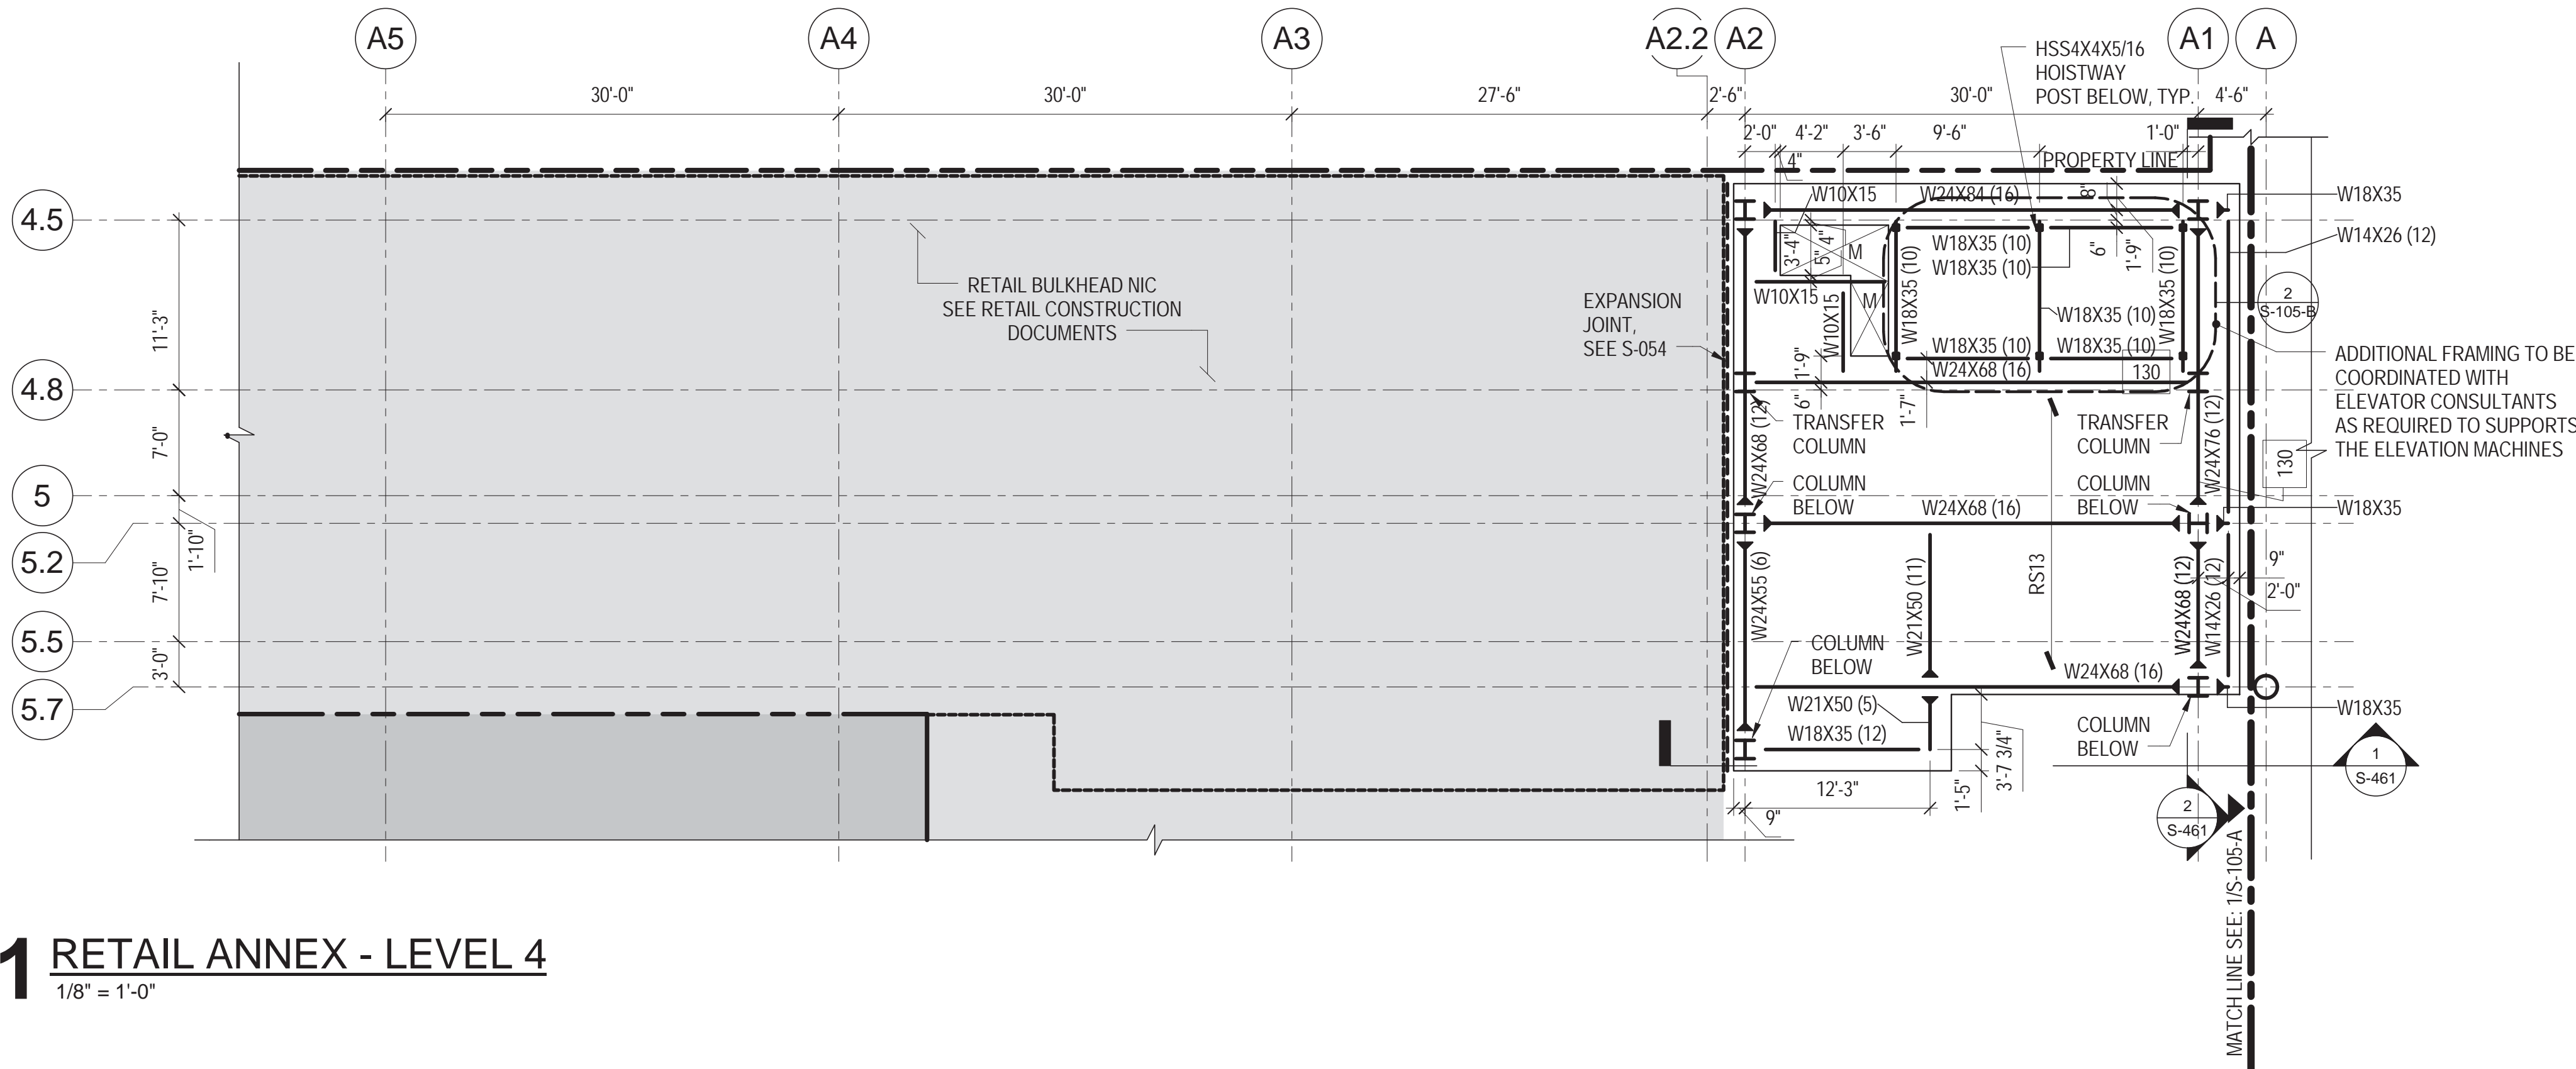 A5
A4
A3
A2.2
A2
A1
A
HSS4X4X5/16
HOISTWAY
POST BELOW, TYP.
30'-0"
30'-0"
27'-6"
2'-6"
30'-0"
4'-6"
2'-0"
4'-2"
3'-6"
9'-6"
1'-0"
4"
PROPERTY LINE
4.5
4.8
5
5.2
5.5
5.7
11'-3"
7'-0"
1'-10"
7'-10"
3'-0"
RETAIL BULKHEAD NIC
SEE RETAIL CONSTRUCTION
DOCUMENTS
EXPANSION
JOINT,
SEE S-054
W10X15
W24X84 (16)
8"
W18X35
W14X26 (12)
3'-4"
5"
4"
M
W18X35 (10)
W18X35 (10)
6"
1'-9"
W18X35 (10)
W18X35 (10)
W10X15
W10X15
M
W18X35 (10)
2
S-105-B
W18X35 (10)
W18X35 (10)
W24X68 (16)
130
1'-9"
6"
1'-7"
ADDITIONAL FRAMING TO BE
COORDINATED WITH
ELEVATOR CONSULTANTS
AS REQUIRED TO SUPPORTS
THE ELEVATION MACHINES
TRANSFER
COLUMN
TRANSFER
COLUMN
W24X68 (12)
W24X76 (12)
130
COLUMN
BELOW
COLUMN
BELOW
W24X68 (16)
W18X35
W24X55 (6)
W21X50 (11)
RS13
W24X68 (12)
W14X26 (12)
9"
2'-0"
COLUMN
BELOW
W24X68 (16)
W21X50 (5)
W18X35 (12)
W18X35
COLUMN
BELOW
3'-7 3/4"
1'-5"
12'-3"
9"
1
S-461
2
S-461
MATCH LINE SEE: 1/S-105-A
1 RETAIL ANNEX - LEVEL 4
1/8" = 1'-0"